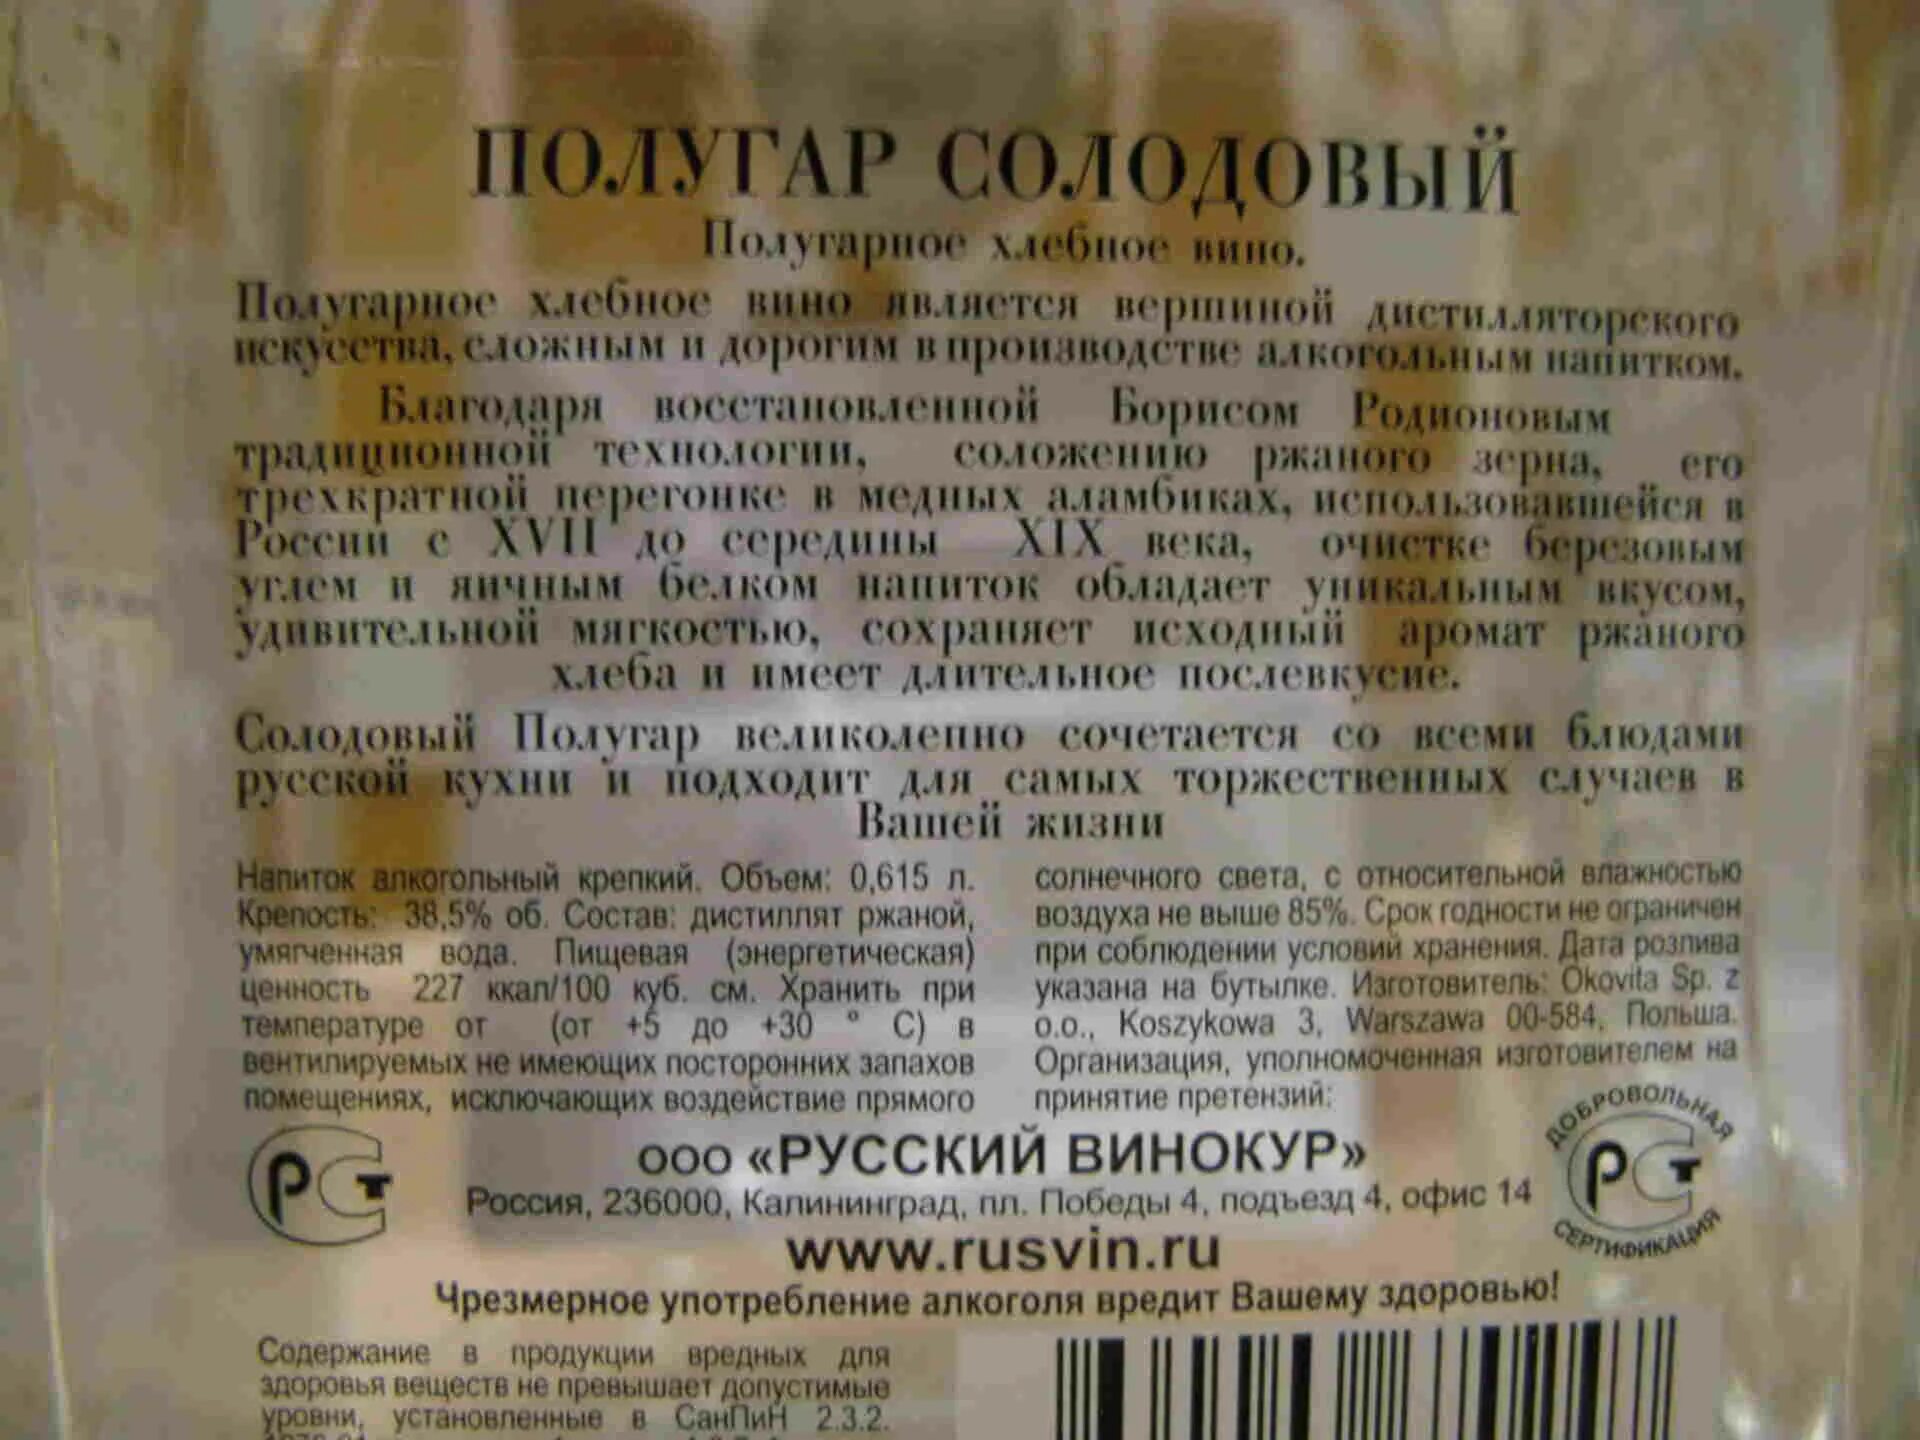 ПОЛУГАР СОЛОДОВЫЙ
Полугарное хлебное вино.
Полугарное хлебное вино является вершиной дистилляторского
искусства, сложным и дорогим в производстве алкогольным напитком.
Благодаря восстановленной Борисом Родионовым
традиционной технологии, соложению ржаного зерна, его
трехкратной перегонке в медных аламбиках, использовавшейся в
России с XVII до середины XIX века, очистке березовым
углем и яичным белком напиток обладает уникальным вкусом,
удивительной мягкостью, сохраняет исходный аромат ржаного
хлеба и имеет длительное послевкусие.
Солодовый Полугар великолепно сочетается со всеми блюдами
русской кухни и подходит для самых торжественных случаев в
Вашей жизни
Напиток алкогольный крепкий. Объем: 0,615 л.
Крепость: 38,5% об. Состав: дистиллят ржаной,
умягченная вода. Пищевая (энергетическая)
ценность 227 ккал/100 куб. см. Хранить при
температуре от (от +5 до +30 ° С) в
вентилируемых не имеющих посторонних запахов
помещениях, исключающих воздействие прямого
солнечного света, с относительной влажностью
воздуха не выше 85%. Срок годности не ограничен
при соблюдении условий хранения. Дата розлива
указана на бутылке. Изготовитель: Okovita Sp. z
o.o., Koszykowa 3, Warszawa 00-584, Польша.
Организация, уполномоченная изготовителем на
принятие претензий:
ООО «РУССКИЙ ВИНОКУР»
Россия, 236000, Калининград, пл. Победы 4, подъезд 4, офис 14
www.rusvin.ru
Чрезмерное употребление алкоголя вредит Вашему здоровью!
РСТ
ДОБРОВОЛЬНАЯ
РСТ
СЕРТИФИКАЦИЯ
Содержание в продукции вредных для
здоровья веществ не превышает допустимые
уровни, установленные в СанПиН 2.3.2.